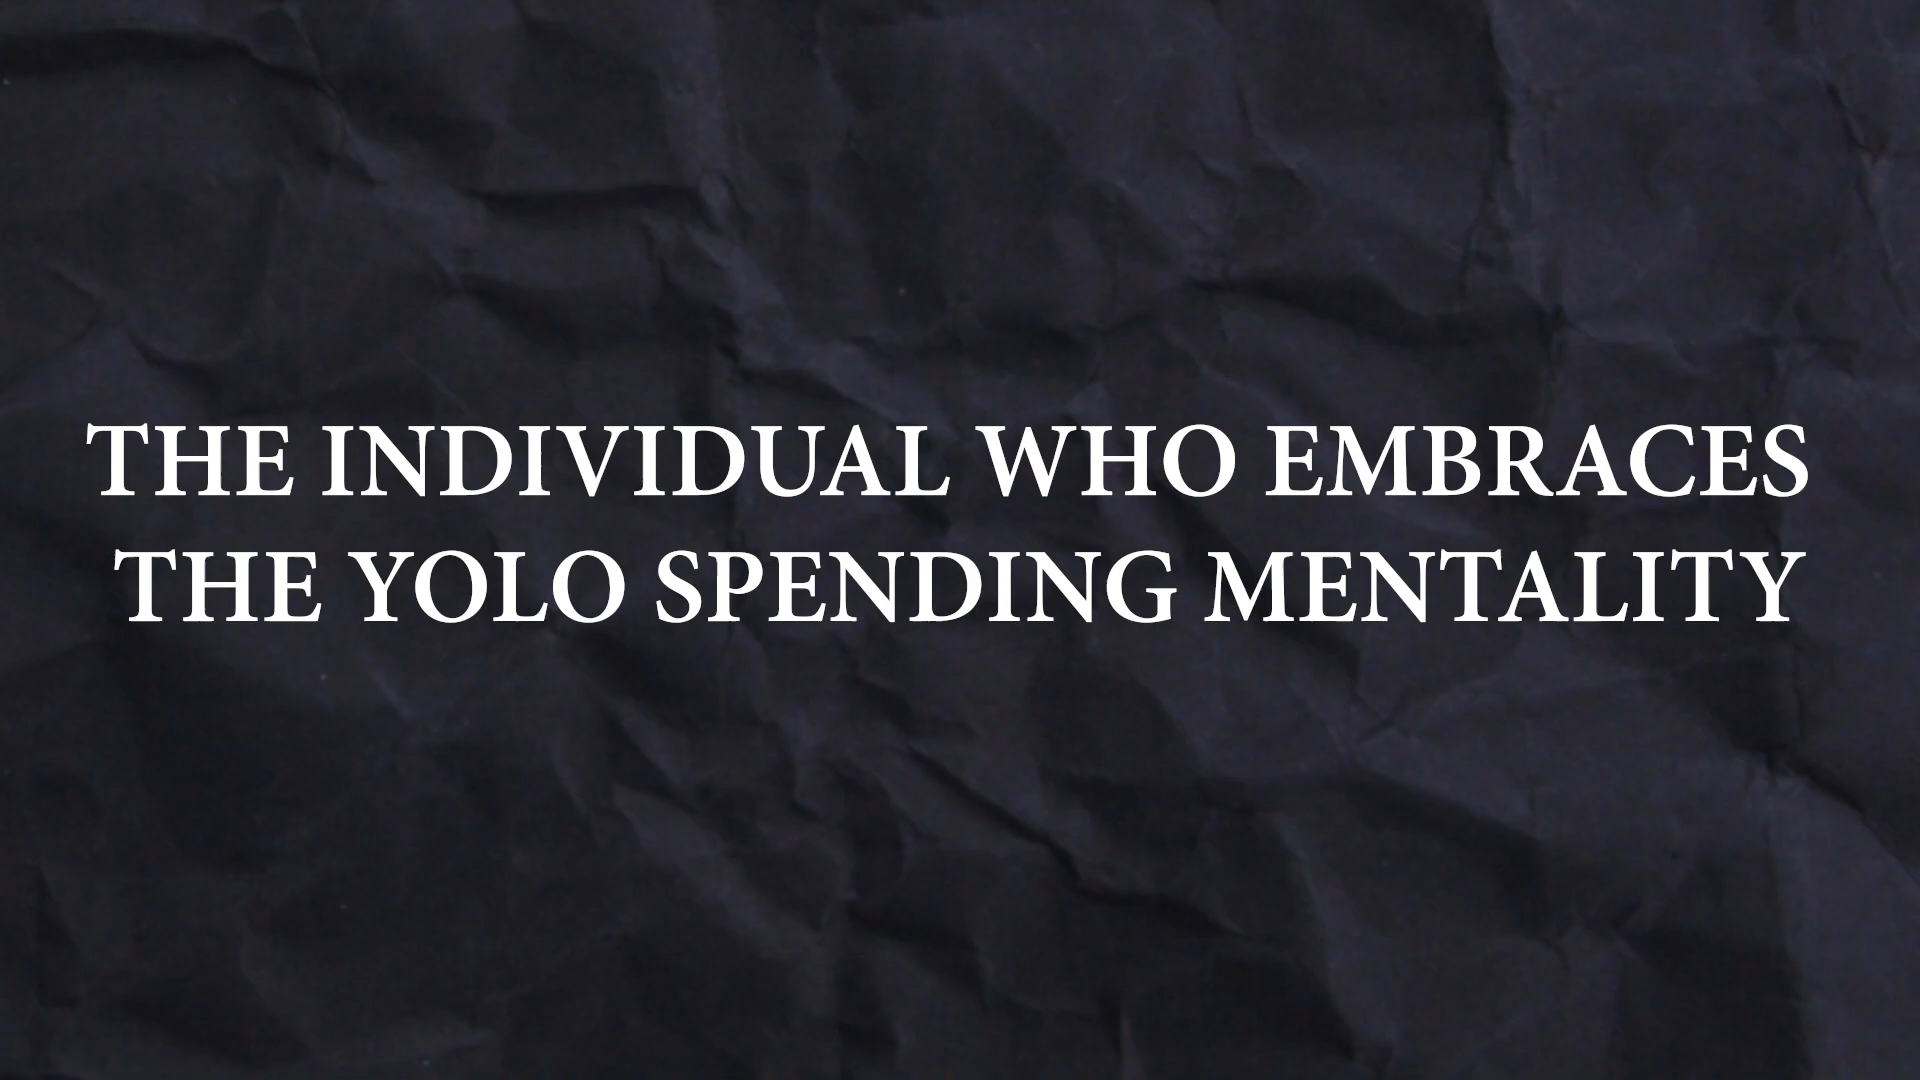 THE INDIVIDUAL WHO EMBRACES
THE YOLO SPENDING MENTALITY